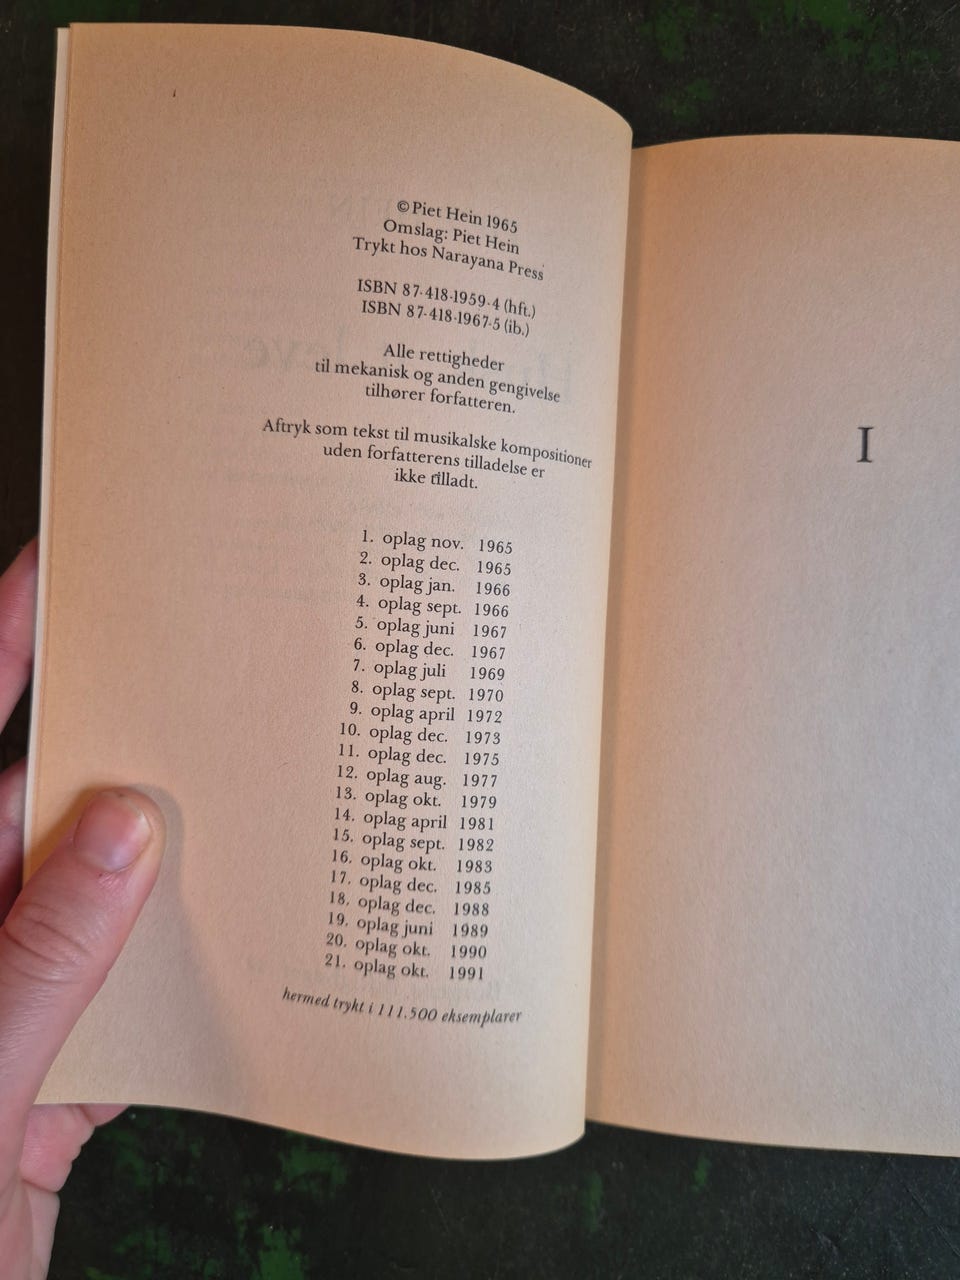 © Piet Hein 1965
Omslag: Piet Hein
Trykt hos Narayana Press
ISBN 87-418-1959-4 (hft.)
ISBN 87-418-1967-5 (ib.)
Alle rettigheder
til mekanisk og anden gengivelse
tilhører forfatteren.
Aftryk som tekst til musikalske kompositioner
uden forfatterens tilladelse er
ikke tilladt.
1. oplag nov. 1965
2. oplag dec. 1965
3. oplag jan. 1966
4. oplag sept. 1966
5. oplag juni 1967
6. oplag dec. 1967
7. oplag juli 1969
8. oplag sept. 1970
9. oplag april 1972
10. oplag dec. 1973
11. oplag dec. 1975
12. oplag aug. 1977
13. oplag okt. 1979
14. oplag april 1981
15. oplag sept. 1982
16. oplag okt. 1983
17. oplag dec. 1985
18. oplag dec. 1988
19. oplag juni 1989
20. oplag okt. 1990
21. oplag okt. 1991
hermed trykt i 111.500 eksemplarer
I